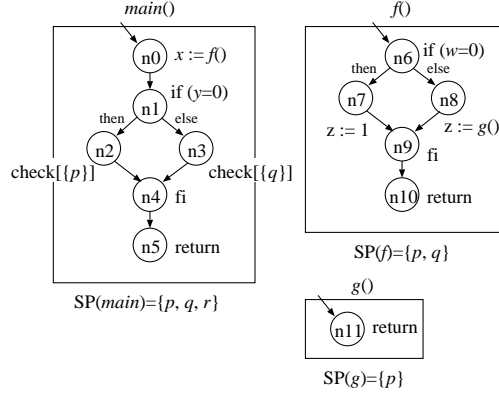 main()
n0 x := f()
n1 if (y=0)
then else
n2 n3
check[{p}] check[{q}]
n4 fi
n5 return
SP(main)={p, q, r}
f()
n6 if (w=0)
then else
n7 n8
z := 1 z := g()
n9 fi
n10 return
SP(f)={p, q}
g()
n11 return
SP(g)={p}